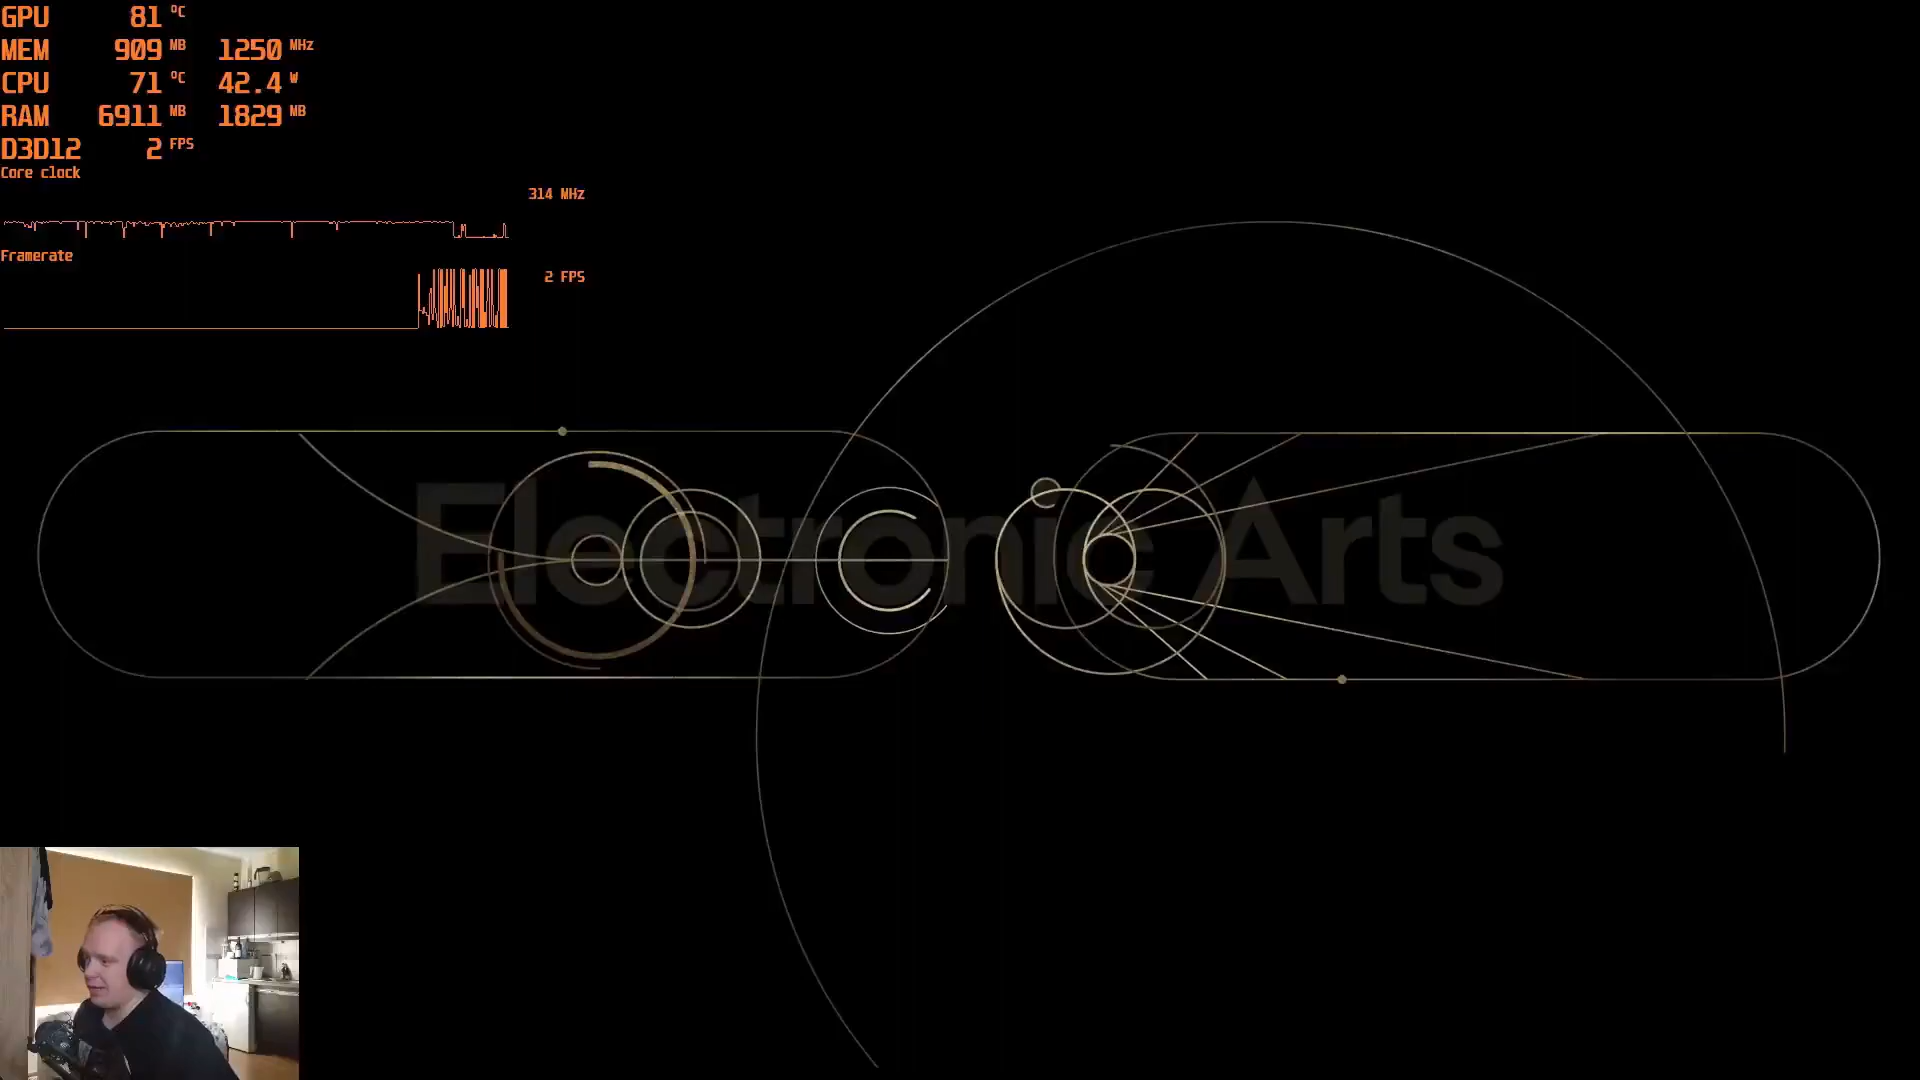 GPU 81 °C
MEM 909 MB 1250 MHz
CPU 71 °C 42.4 W
RAM 6911 MB 1829 MB
D3D12 2 FPS
Core clock
314 MHz
Framerate
2 FPS
Electronic Arts